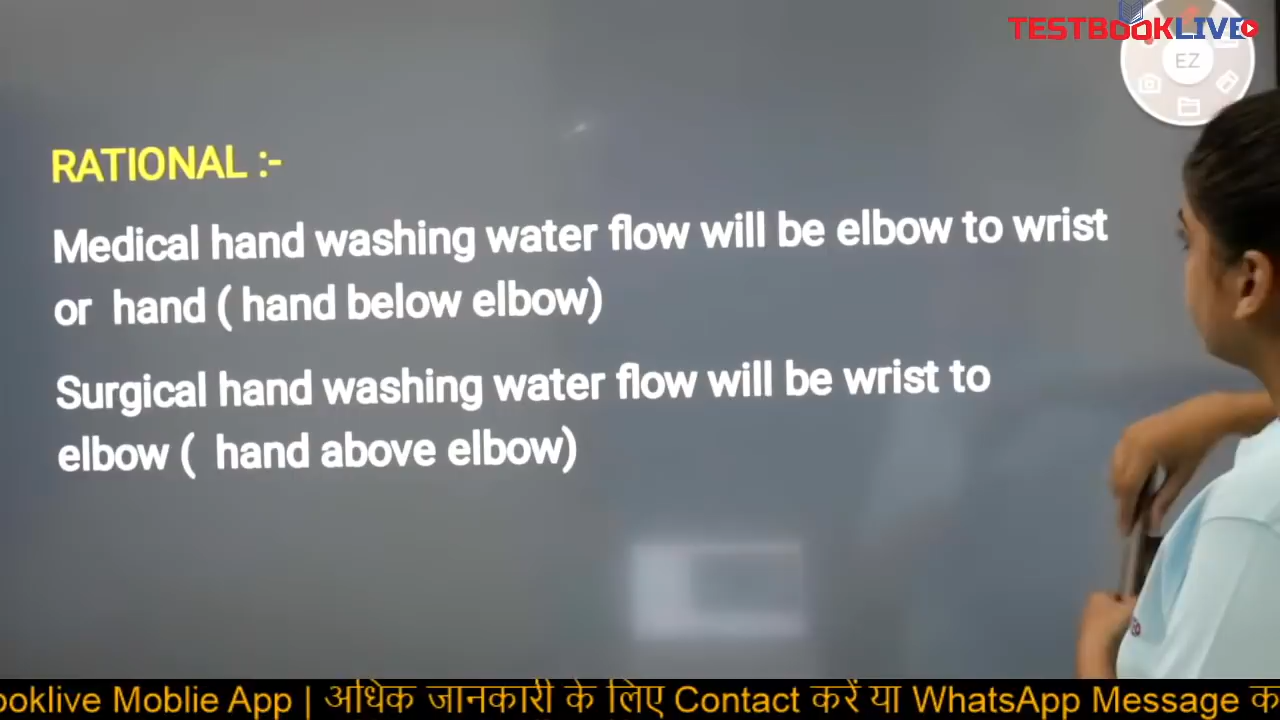 TESTBOOKLIVE
EZ
RATIONAL :-
Medical hand washing water flow will be elbow to wrist
or hand ( hand below elbow)
Surgical hand washing water flow will be wrist to
elbow ( hand above elbow)
ooklive Moblie App | अधिक जानकारी के लिए Contact करें या WhatsApp Message क